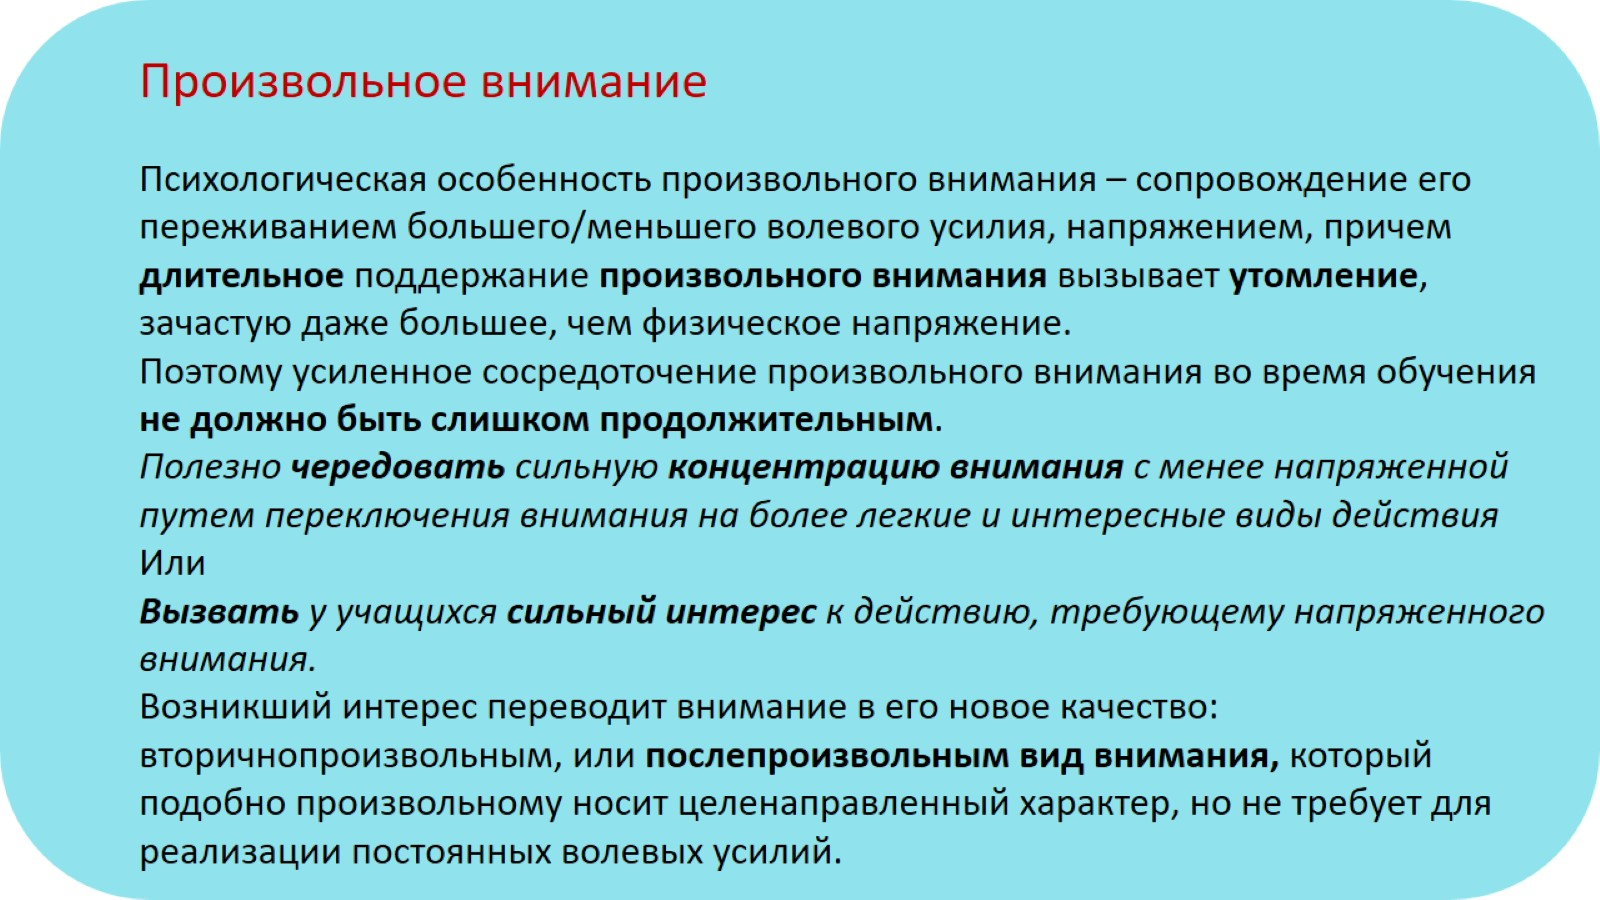 Произвольное внимание
Психологическая особенность произвольного внимания – сопровождение его
переживанием большего/меньшего волевого усилия, напряжением, причем
длительное поддержание произвольного внимания вызывает утомление,
зачастую даже большее, чем физическое напряжение.
Поэтому усиленное сосредоточение произвольного внимания во время обучения
не должно быть слишком продолжительным.
Полезно чередовать сильную концентрацию внимания с менее напряженной
путем переключения внимания на более легкие и интересные виды действия
Или
Вызвать у учащихся сильный интерес к действию, требующему напряженного
внимания.
Возникший интерес переводит внимание в его новое качество:
вторичнопроизвольным, или послепроизвольным вид внимания, который
подобно произвольному носит целенаправленный характер, но не требует для
реализации постоянных волевых усилий.